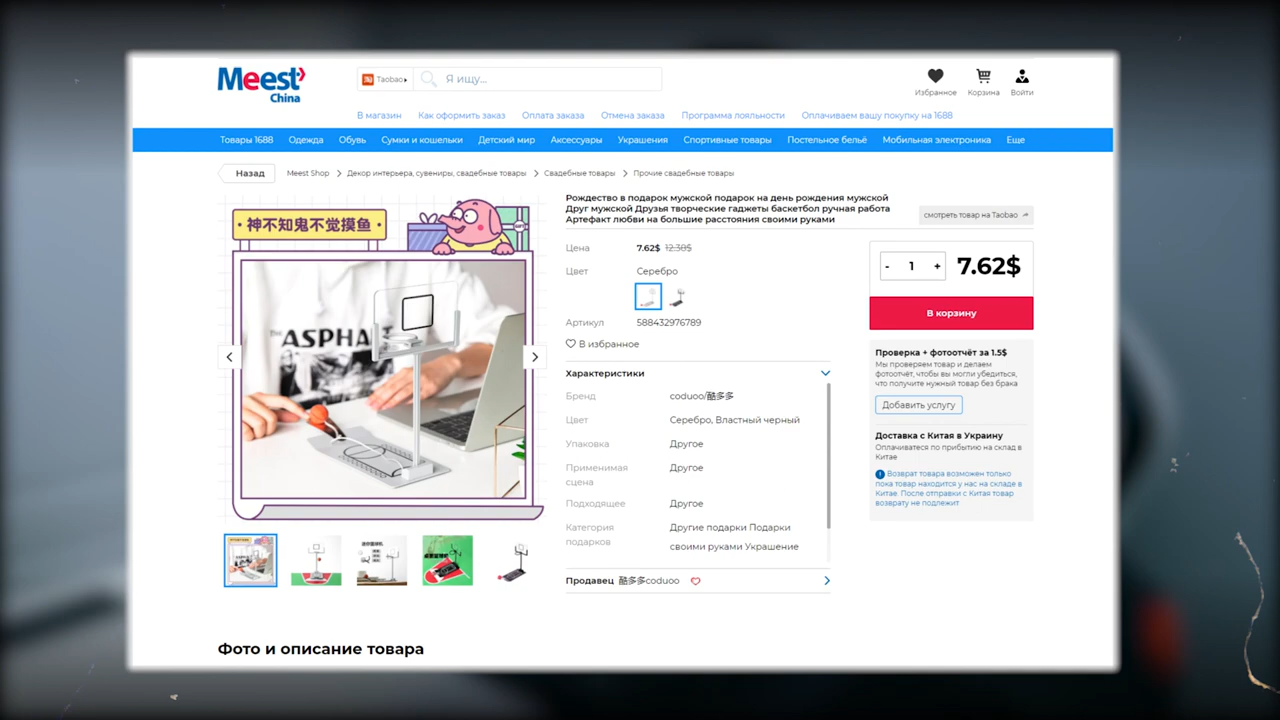 Meest
China
Taobao
Я ищу...
Избранное
Корзина
Войти
В магазин
Как оформить заказ
Оплата заказа
Отмена заказа
Программа лояльности
Оплачиваем вашу покупку на 1688
Товары 1688
Одежда
Обувь
Сумки и кошельки
Детский мир
Аксессуары
Украшения
Спортивные товары
Постельное бельё
Мобильная электроника
Еще
Назад
Meest Shop
Декор интерьера, сувениры, свадебные товары
Свадебные товары
Прочие свадебные товары
• 神不知鬼不觉摸鱼 •
ASPHA
Рождество в подарок мужской подарок на день рождения мужской
Друг мужской Друзья творческие гаджеты баскетбол ручная работа
Артефакт любви на большие расстояния своими руками
смотреть товар на Taobao
Цена 7.62$ 12.38$
Цвет Серебро
Артикул 588432976789
В избранное
Характеристики
Бренд coduoo/酷多多
Цвет Серебро, Властный черный
Упаковка Другое
Применимая Другое
сцена
Подходящее Другое
Категория Другие подарки Подарки
подарков
своими руками Украшение
Продавец 酷多多coduoo
- 1 + 7.62$
В корзину
Проверка + фотоотчёт за 1.5$
Мы проверяем товар и делаем
фотоотчёт, чтобы вы могли убедиться,
что получите нужный товар без брака
Добавить услугу
Доставка с Китая в Украину
Оплачиватеся по прибытию на склад в
Китае
Возврат товара возможен только
пока товар находится у нас на складе в
Китае. После отправки с Китая товар
возврату не подлежит
Фото и описание товара